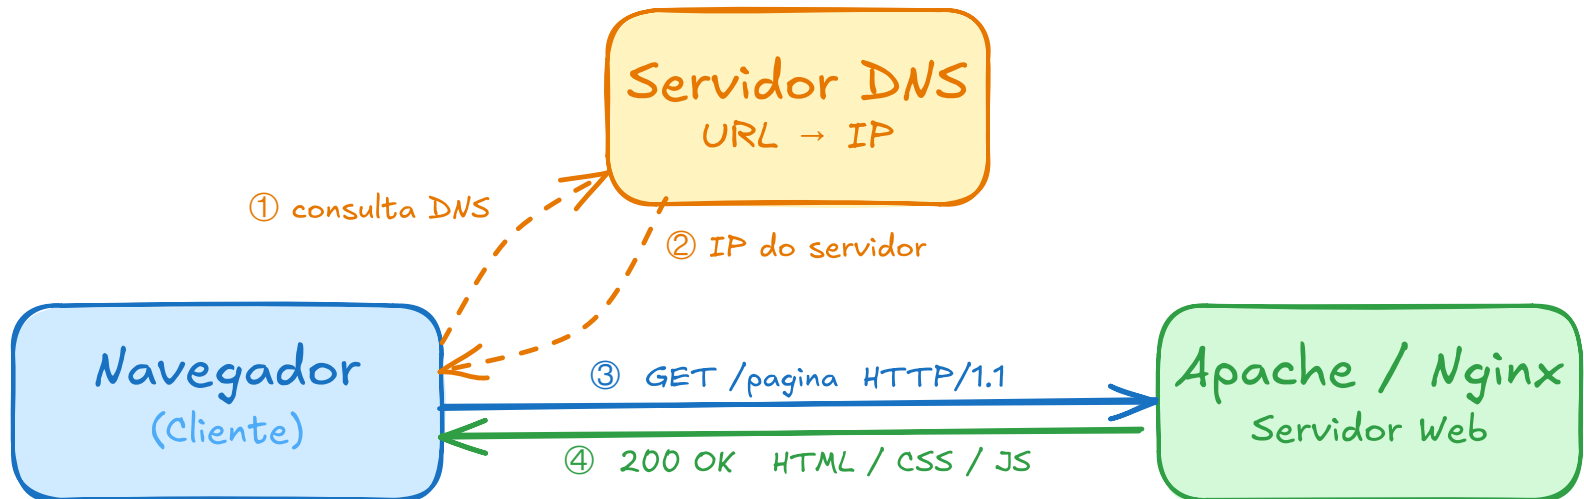 Servidor DNS
URL → IP
① consulta DNS
② IP do servidor
Navegador
(Cliente)
③ GET /pagina HTTP/1.1
Apache / Nginx
Servidor Web
④ 200 OK HTML / CSS / JS